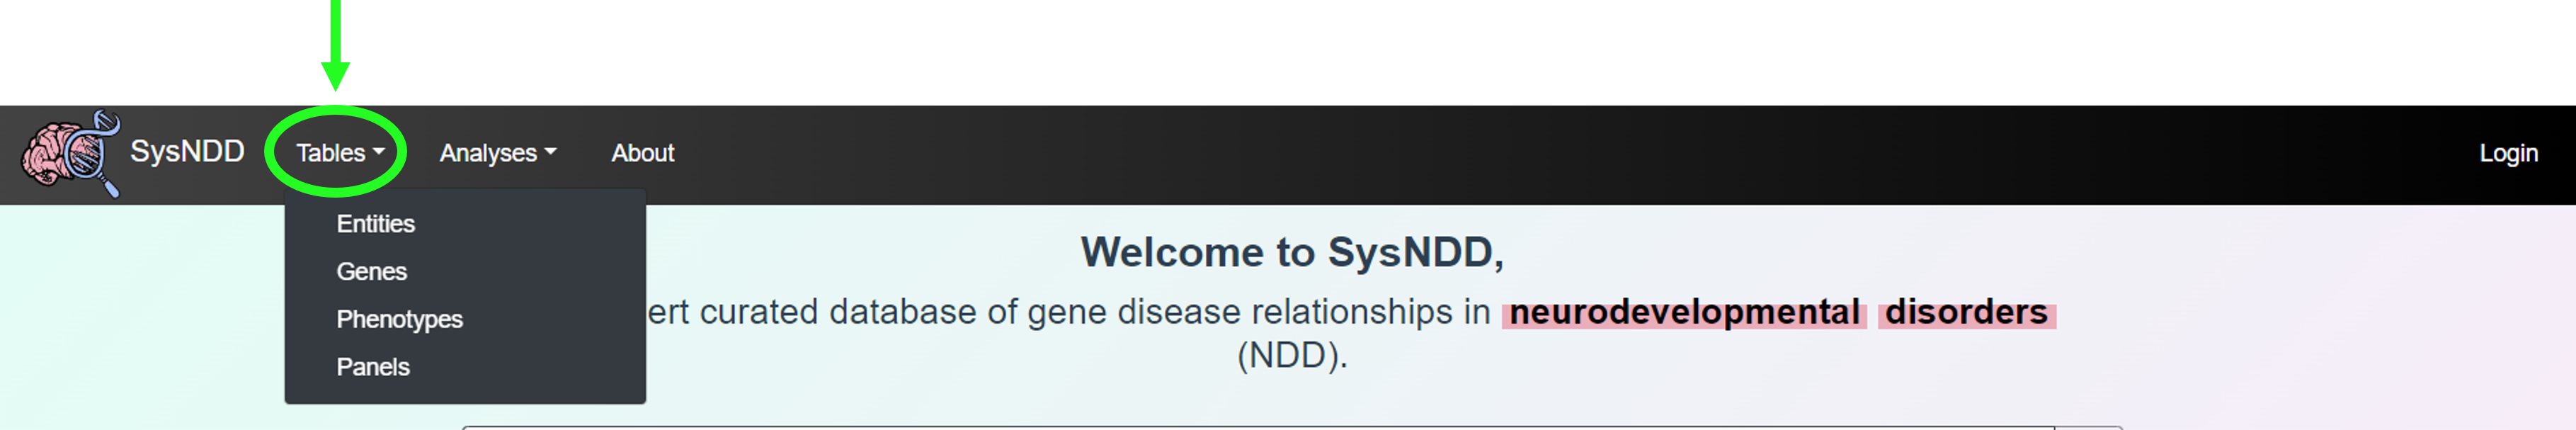 SysNDD Tables Analyses About Login
Entities
Genes
Phenotypes
Panels
Welcome to SysNDD,
curated database of gene disease relationships in neurodevelopmental disorders
(NDD).